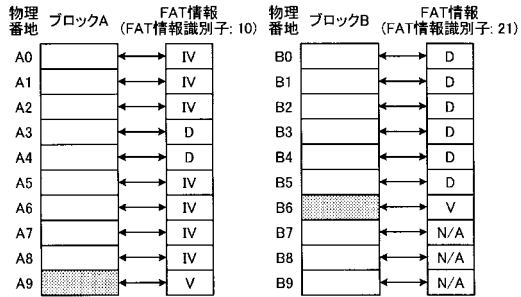 物理番地 ブロックA FAT情報 (FAT情報識別子: 10)
A0 IV
A1 IV
A2 IV
A3 D
A4 D
A5 IV
A6 IV
A7 IV
A8 IV
A9 V
物理番地 ブロックB FAT情報 (FAT情報識別子: 21)
B0 D
B1 D
B2 D
B3 D
B4 D
B5 D
B6 V
B7 N/A
B8 N/A
B9 N/A